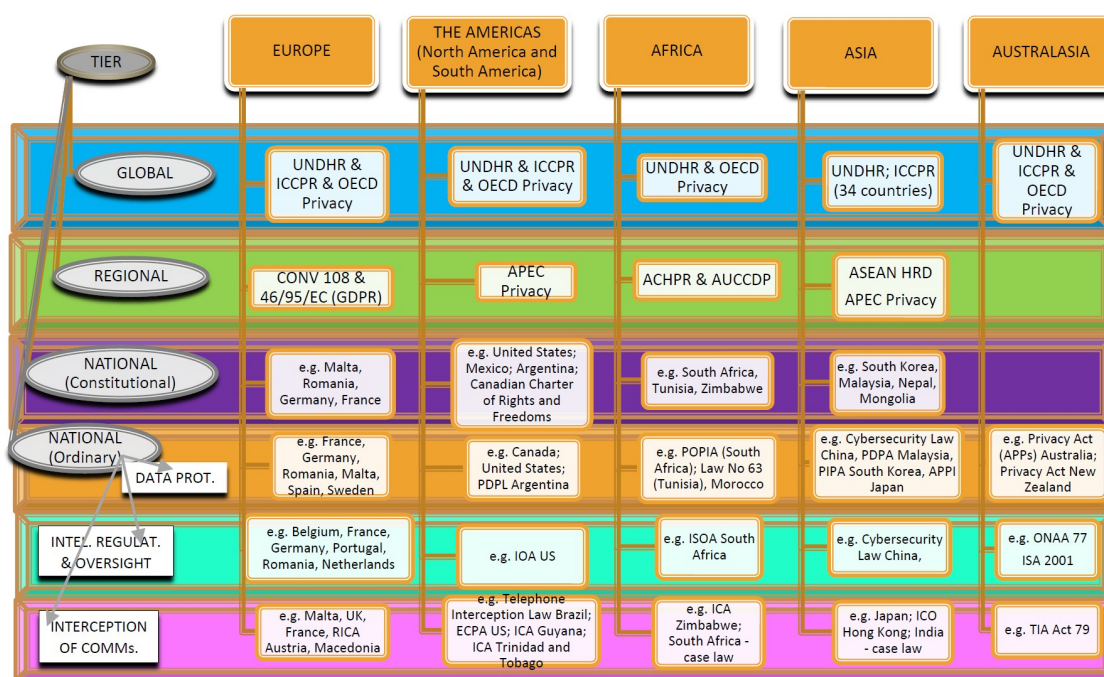 TIER
EUROPE
THE AMERICAS
(North America and
South America)
AFRICA
ASIA
AUSTRALASIA
GLOBAL
UNDHR &
ICCPR & OECD
Privacy
UNDHR & ICCPR
& OECD Privacy
UNDHR & OECD
Privacy
UNDHR; ICCPR
(34 countries)
UNDHR &
ICCPR &
OECD
Privacy
REGIONAL
CONV 108 &
46/95/EC (GDPR)
APEC
Privacy
ACHPR & AUCCDP
ASEAN HRD
APEC Privacy
NATIONAL
(Constitutional)
e.g. Malta,
Romania,
Germany, France
e.g. United States;
Mexico; Argentina;
Canadian Charter
of Rights and
Freedoms
e.g. South Africa,
Tunisia, Zimbabwe
e.g. South Korea,
Malaysia, Nepal,
Mongolia
NATIONAL
(Ordinary)
DATA PROT.
e.g. France,
Germany,
Romania, Malta,
Spain, Sweden
e.g. Canada;
United States;
PDPL Argentina
e.g. POPIA (South
Africa); Law No 63
(Tunisia), Morocco
e.g. Cybersecurity Law
China, PDPA Malaysia,
PIPA South Korea, APPI
Japan
e.g. Privacy Act
(APPs) Australia;
Privacy Act New
Zealand
INTEL. REGULAT.
& OVERSIGHT
e.g. Belgium, France,
Germany, Portugal,
Romania, Netherlands
e.g. IOA US
e.g. ISOA South
Africa
e.g. Cybersecurity
Law China,
e.g. ONAA 77
ISA 2001
INTERCEPTION
OF COMMs.
e.g. Malta, UK,
France, RICA
Austria, Macedonia
e.g. Telephone
Interception Law Brazil;
ECPA US; ICA Guyana;
ICA Trinidad and
Tobago
e.g. ICA
Zimbabwe;
South Africa -
case law
e.g. Japan; ICO
Hong Kong; India
- case law
e.g. TIA Act 79